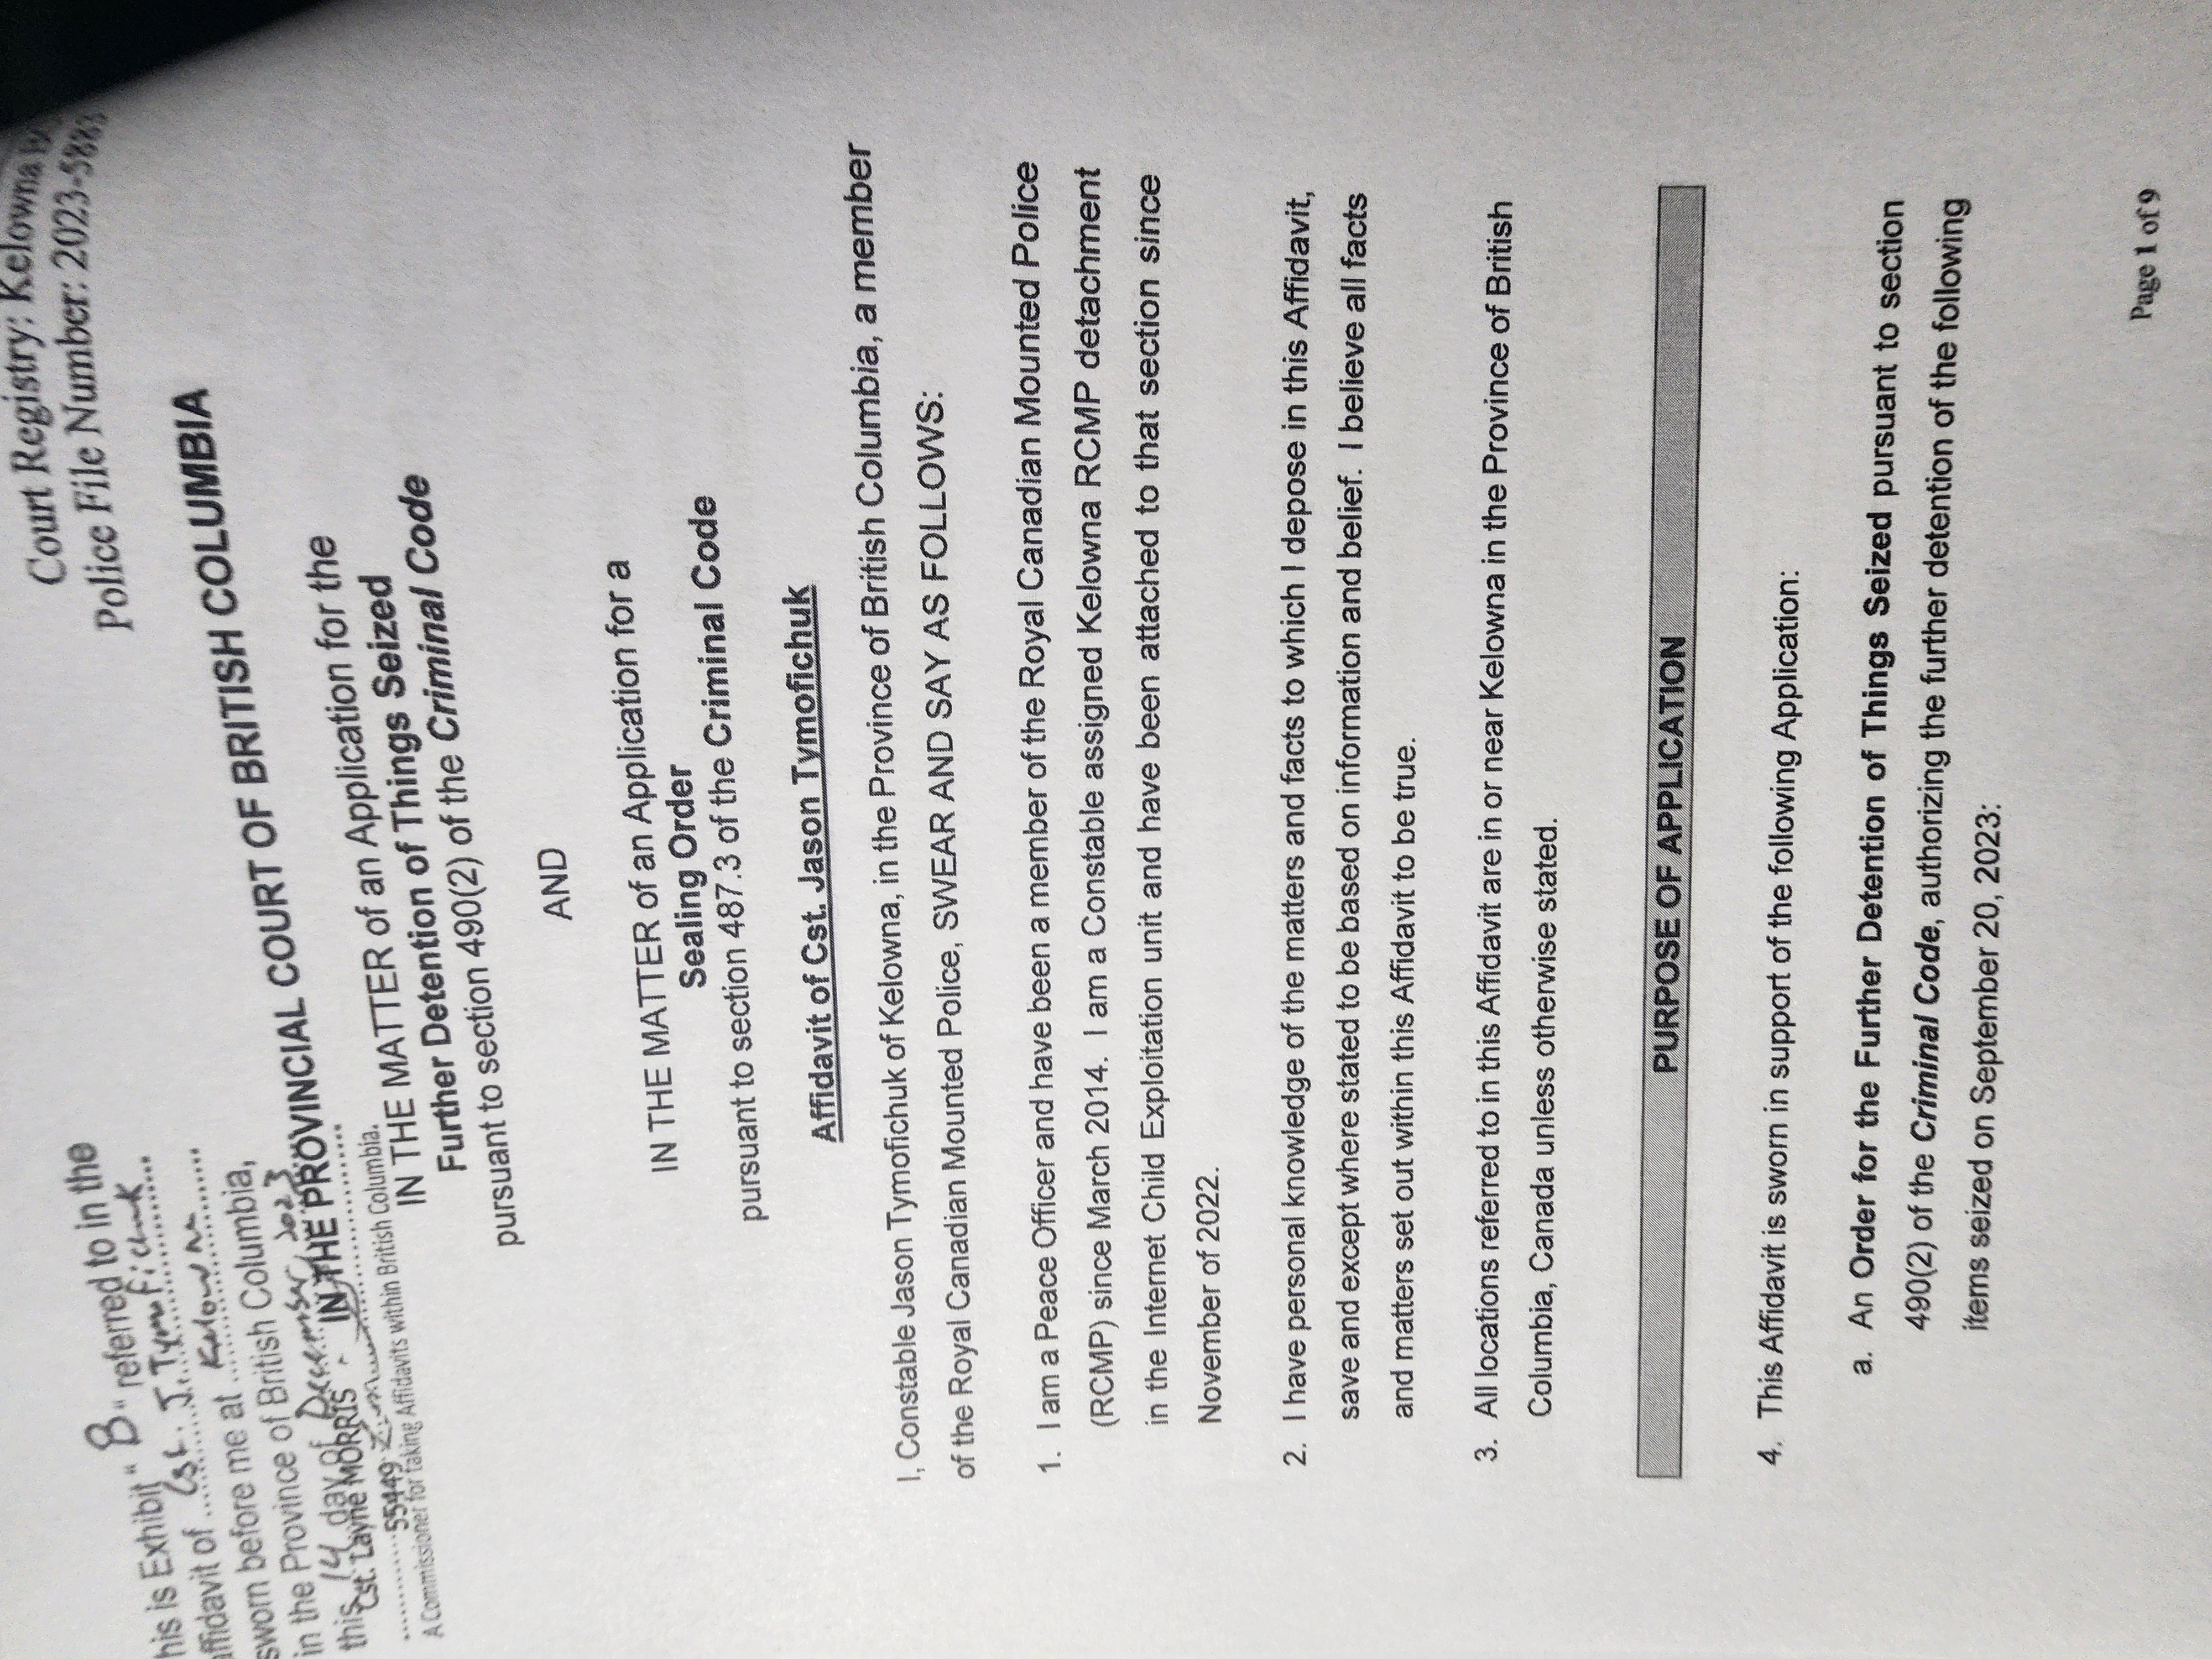 Court Registry: Kelowna
Police File Number: 2023-5883
his is Exhibit " B " referred to in the
affidavit of Cst. J. Tymofichuk
sworn before me at Kelowna
in the Province of British Columbia,
this 14 day of December, 2023
Cst. Layne MORRIS
55449
A Commissioner for taking Affidavits within British Columbia.
IN THE PROVINCIAL COURT OF BRITISH COLUMBIA
IN THE MATTER of an Application for the
Further Detention of Things Seized
pursuant to section 490(2) of the Criminal Code
AND
IN THE MATTER of an Application for a
Sealing Order
pursuant to section 487.3 of the Criminal Code
Affidavit of Cst. Jason Tymofichuk
I, Constable Jason Tymofichuk of Kelowna, in the Province of British Columbia, a member
of the Royal Canadian Mounted Police, SWEAR AND SAY AS FOLLOWS:
1. I am a Peace Officer and have been a member of the Royal Canadian Mounted Police
(RCMP) since March 2014. I am a Constable assigned Kelowna RCMP detachment
in the Internet Child Exploitation unit and have been attached to that section since
November of 2022.
2. I have personal knowledge of the matters and facts to which I depose in this Affidavit,
save and except where stated to be based on information and belief. I believe all facts
and matters set out within this Affidavit to be true.
3. All locations referred to in this Affidavit are in or near Kelowna in the Province of British
Columbia, Canada unless otherwise stated.
PURPOSE OF APPLICATION
4. This Affidavit is sworn in support of the following Application:
a. An Order for the Further Detention of Things Seized pursuant to section
490(2) of the Criminal Code, authorizing the further detention of the following
items seized on September 20, 2023:
Page 1 of 9